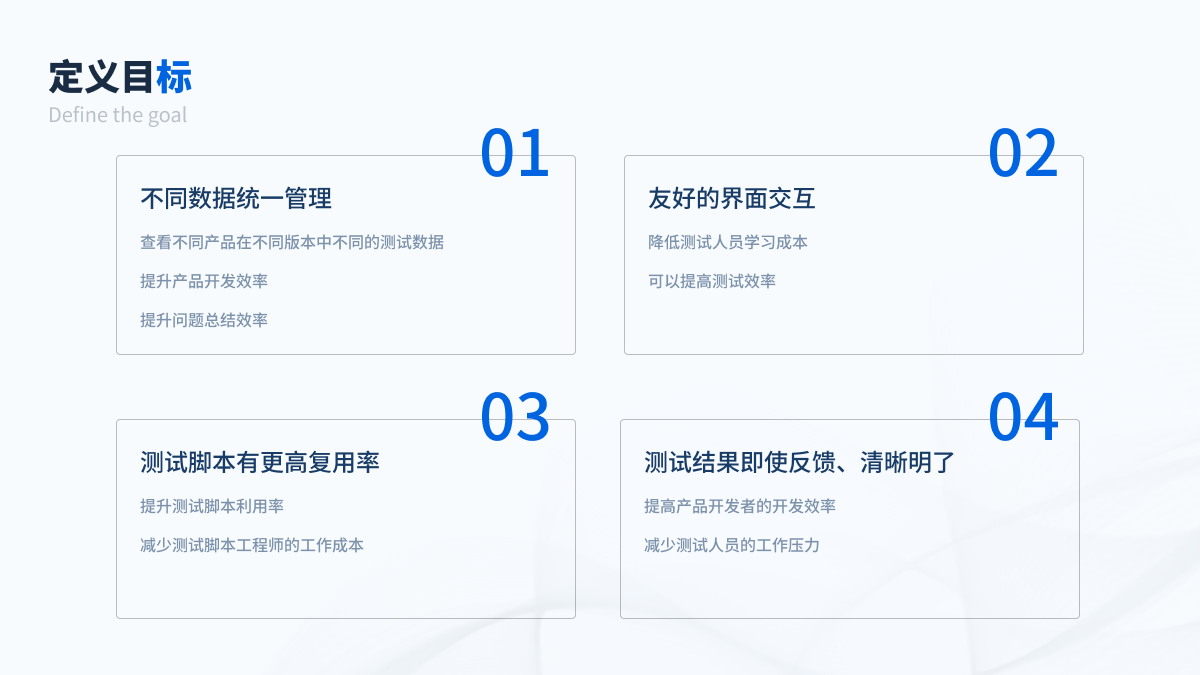 定义目标
Define the goal
01
不同数据统一管理
查看不同产品在不同版本中不同的测试数据
提升产品开发效率
提升问题总结效率
02
友好的界面交互
降低测试人员学习成本
可以提高测试效率
03
测试脚本有更高复用率
提升测试脚本利用率
减少测试脚本工程师的工作成本
04
测试结果即使反馈、清晰明了
提高产品开发者的开发效率
减少测试人员的工作压力